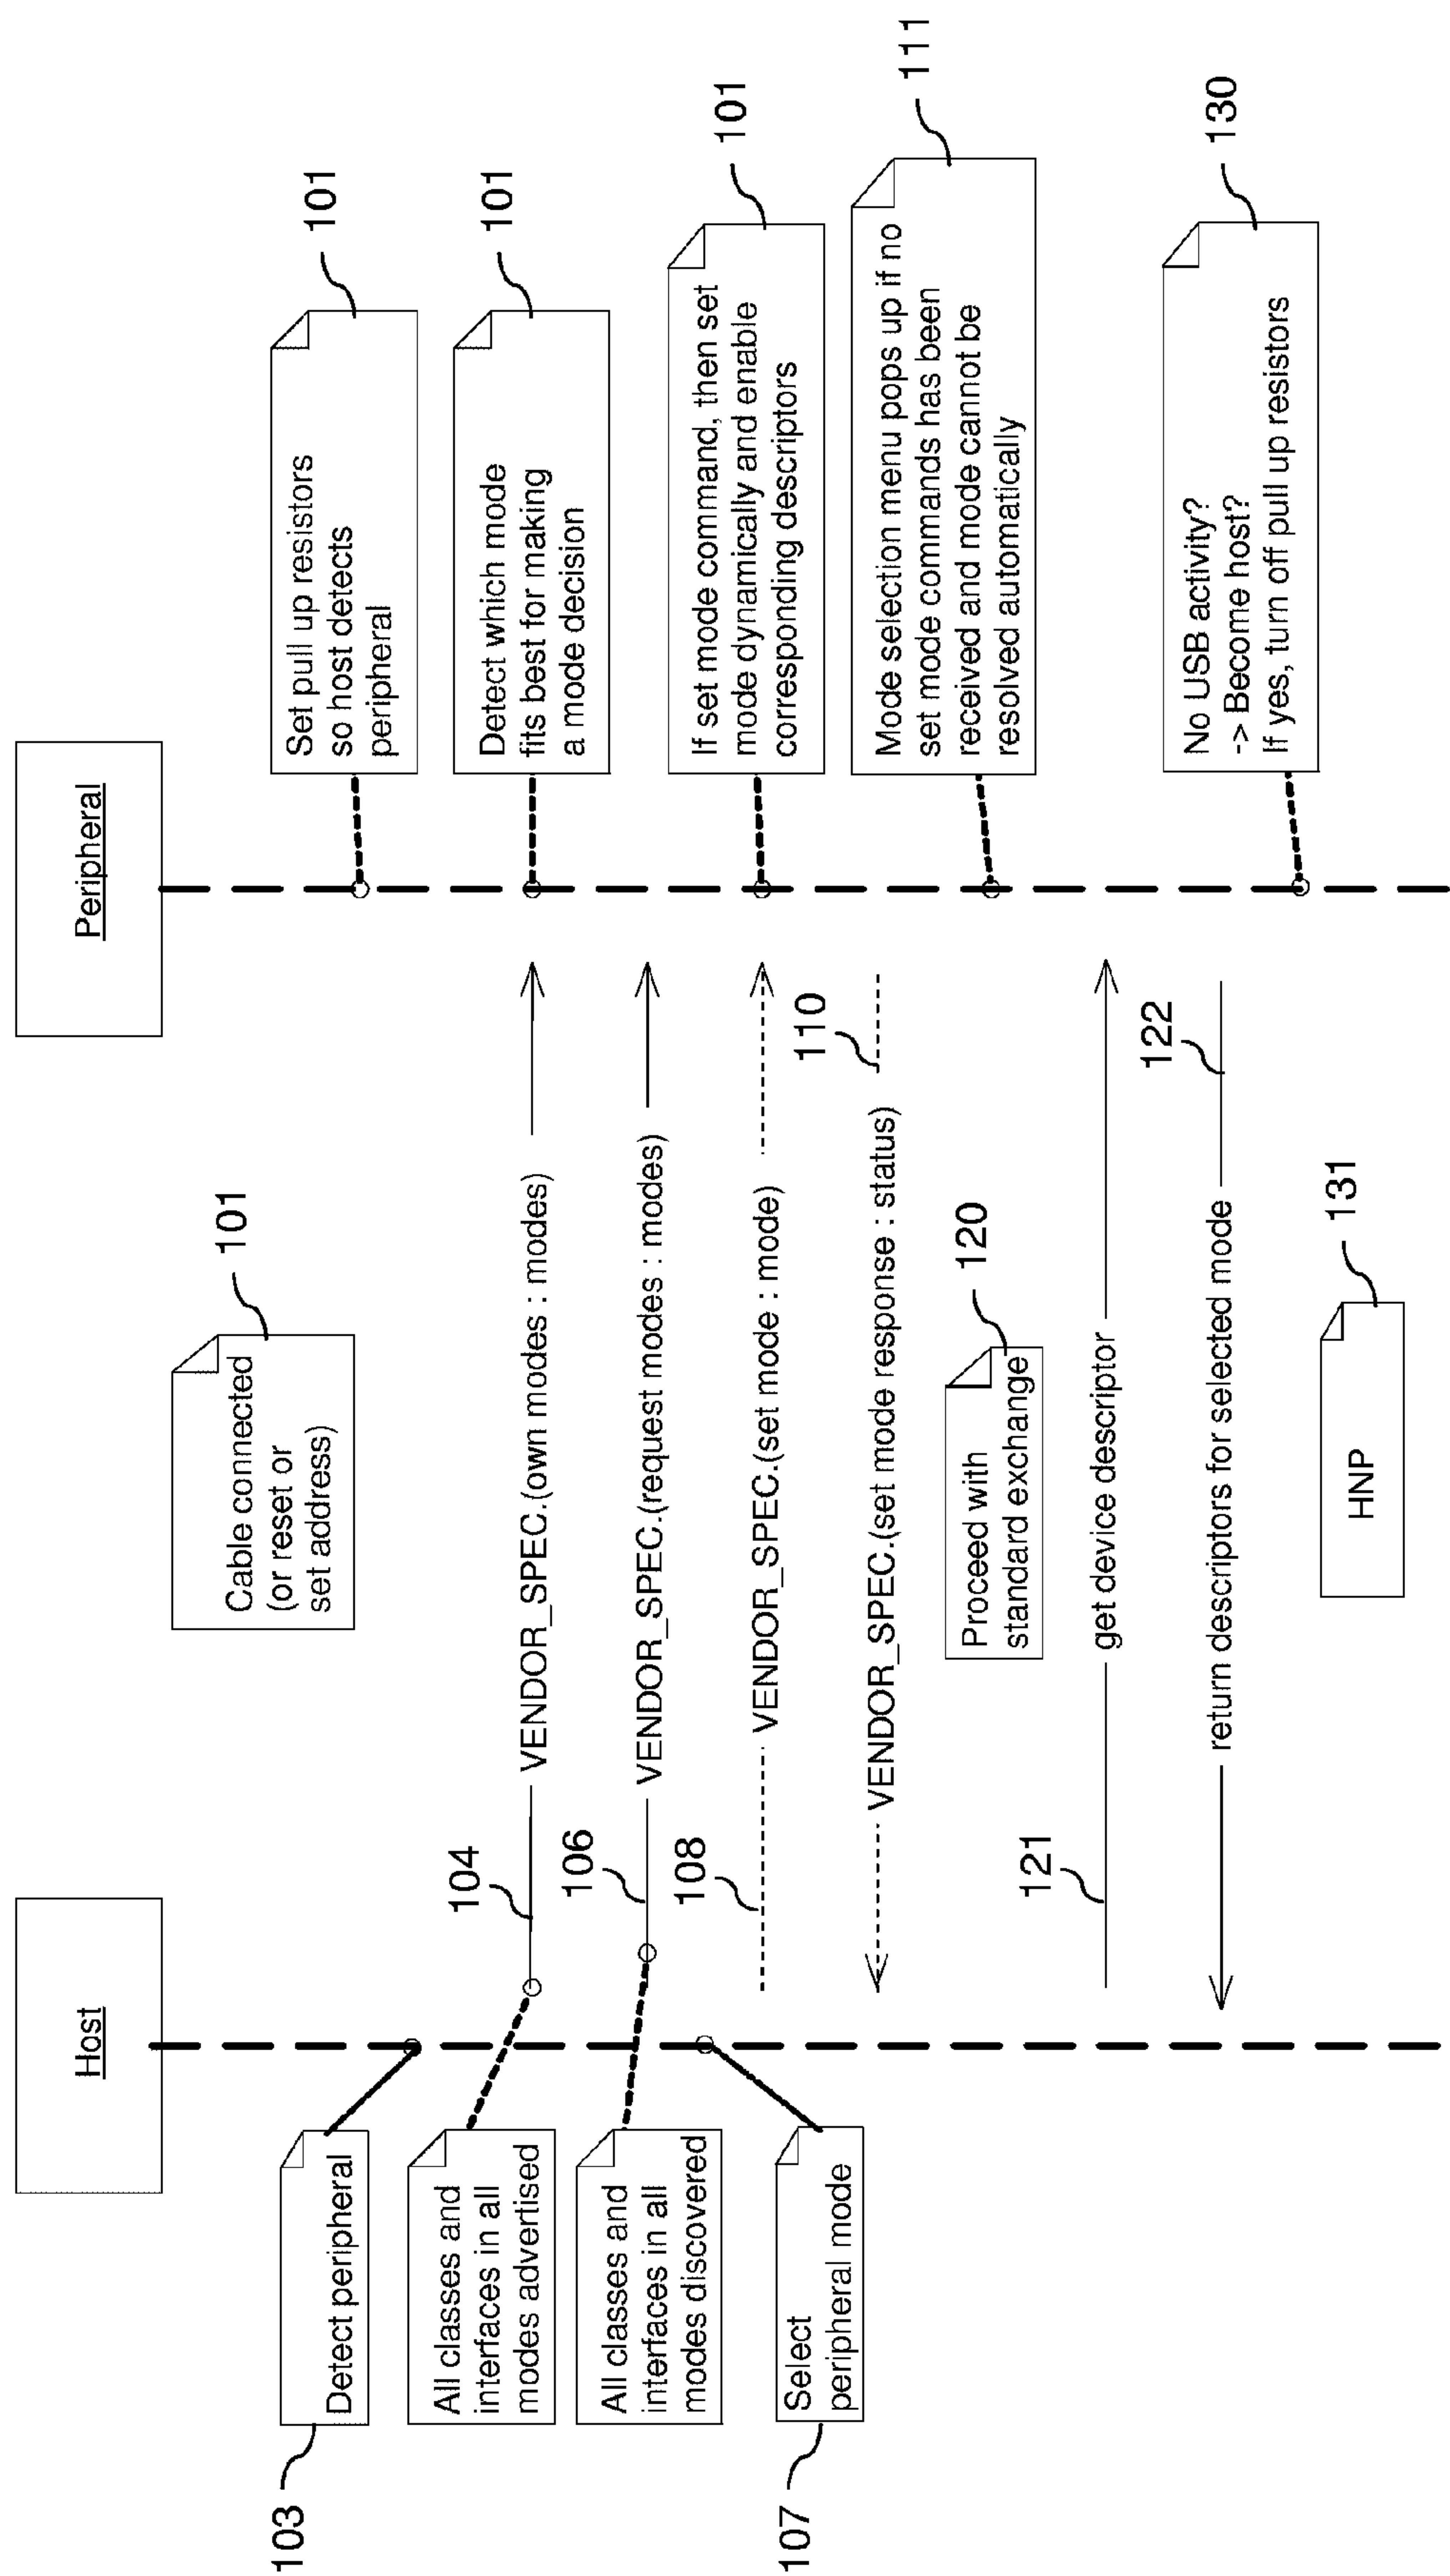 Host
Peripheral
101
Cable connected
(or reset or
set address)
101
Set pull up resistors
so host detects
peripheral
103
Detect peripheral
104
VENDOR_SPEC.(own modes : modes)
All classes and
interfaces in all
modes advertised
101
Detect which mode
fits best for making
a mode decision
106
VENDOR_SPEC.(request modes : modes)
All classes and
interfaces in all
modes discovered
107
Select
peripheral mode
108
VENDOR_SPEC.(set mode : mode)
101
If set mode command, then set
mode dynamically and enable
corresponding descriptors
110
VENDOR_SPEC.(set mode response : status)
111
Mode selection menu pops up if no
set mode commands has been
received and mode cannot be
resolved automatically
120
Proceed with
standard exchange
121
get device descriptor
122
return descriptors for selected mode
130
No USB activity?
-> Become host?
If yes, turn off pull up resistors
131
HNP